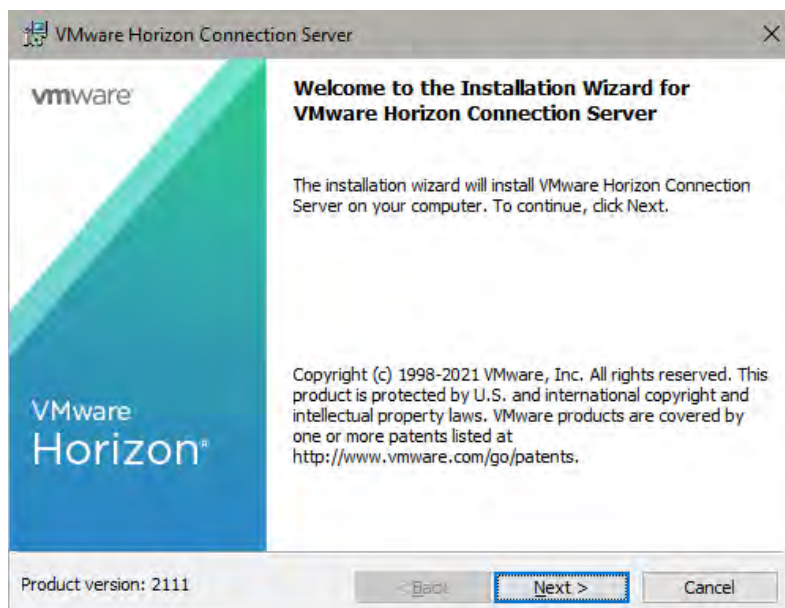 VMware Horizon Connection Server
vmware
Welcome to the Installation Wizard for
VMware Horizon Connection Server
The installation wizard will install VMware Horizon Connection
Server on your computer. To continue, click Next.
Copyright (c) 1998-2021 VMware, Inc. All rights reserved. This
product is protected by U.S. and international copyright and
intellectual property laws. VMware products are covered by
one or more patents listed at
http://www.vmware.com/go/patents.
VMware
Horizon®
Product version: 2111
< Back
Next >
Cancel